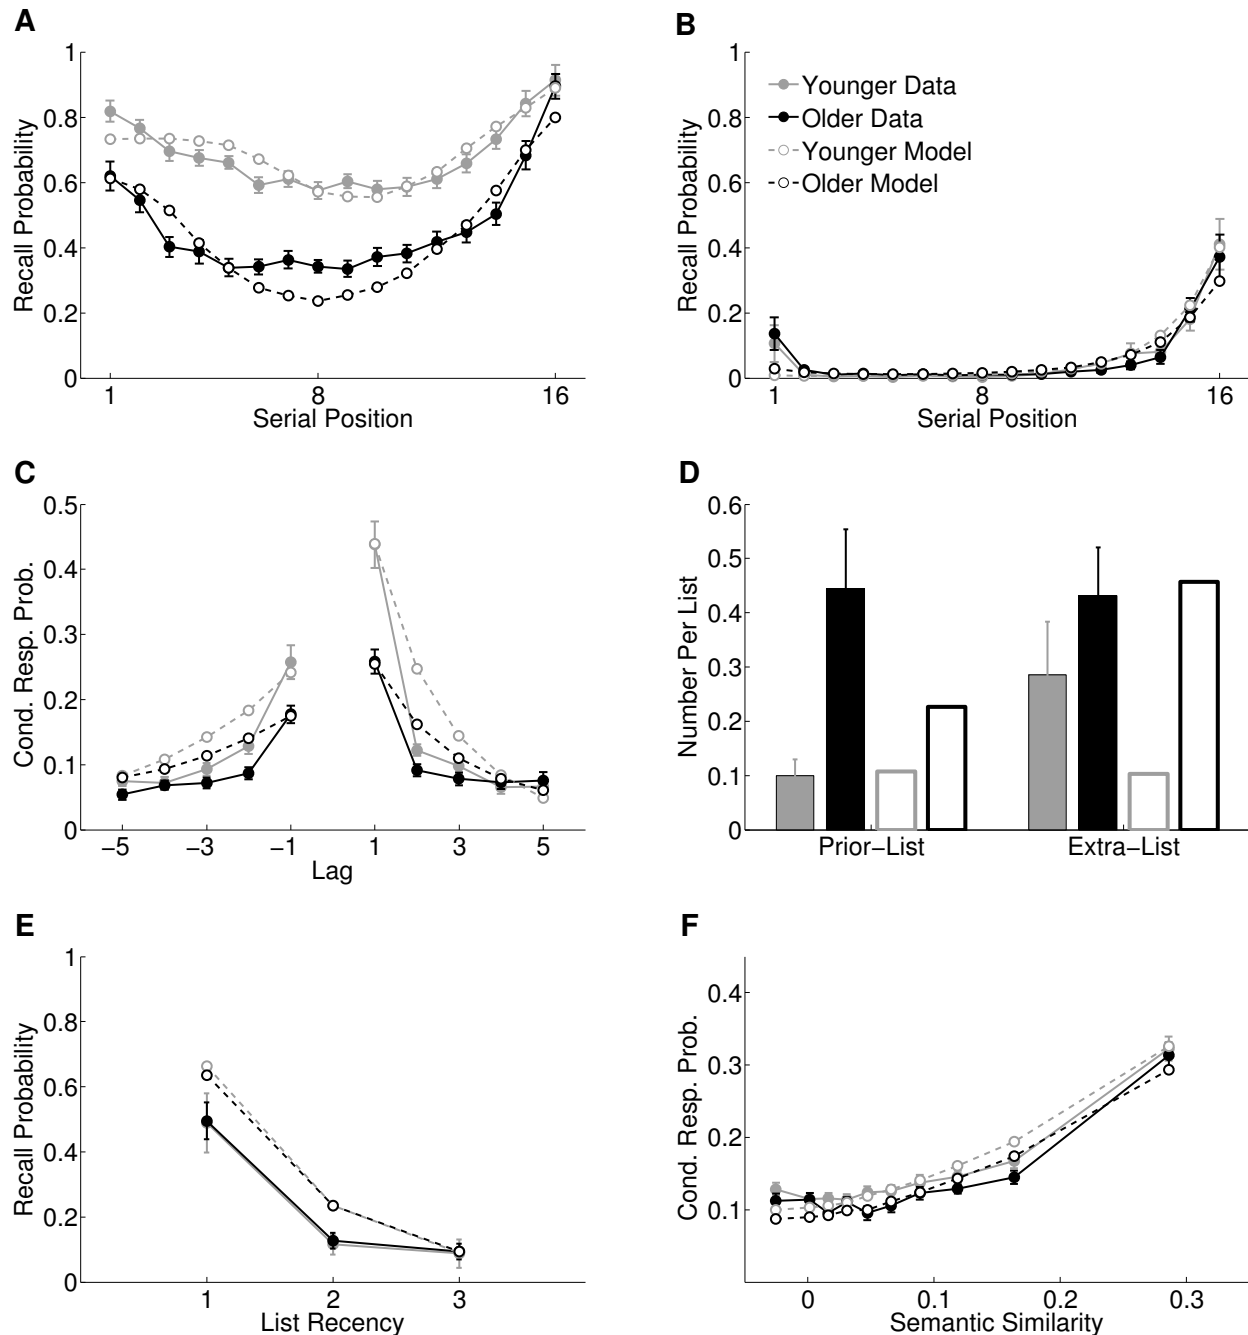 A
Recall Probability
1
0.8
0.6
0.4
0.2
0
1 8 16
Serial Position
B
Recall Probability
1
0.8
0.6
0.4
0.2
0
Younger Data
Older Data
Younger Model
Older Model
1 8 16
Serial Position
C
Cond. Resp. Prob.
0.5
0.4
0.3
0.2
0.1
0
−5 −3 −1 1 3 5
Lag
D
Number Per List
0.6
0.5
0.4
0.3
0.2
0.1
0
Prior−List Extra−List
E
Recall Probability
1
0.8
0.6
0.4
0.2
0
1 2 3
List Recency
F
Cond. Resp. Prob.
0.4
0.3
0.2
0.1
0 0.1 0.2 0.3
Semantic Similarity